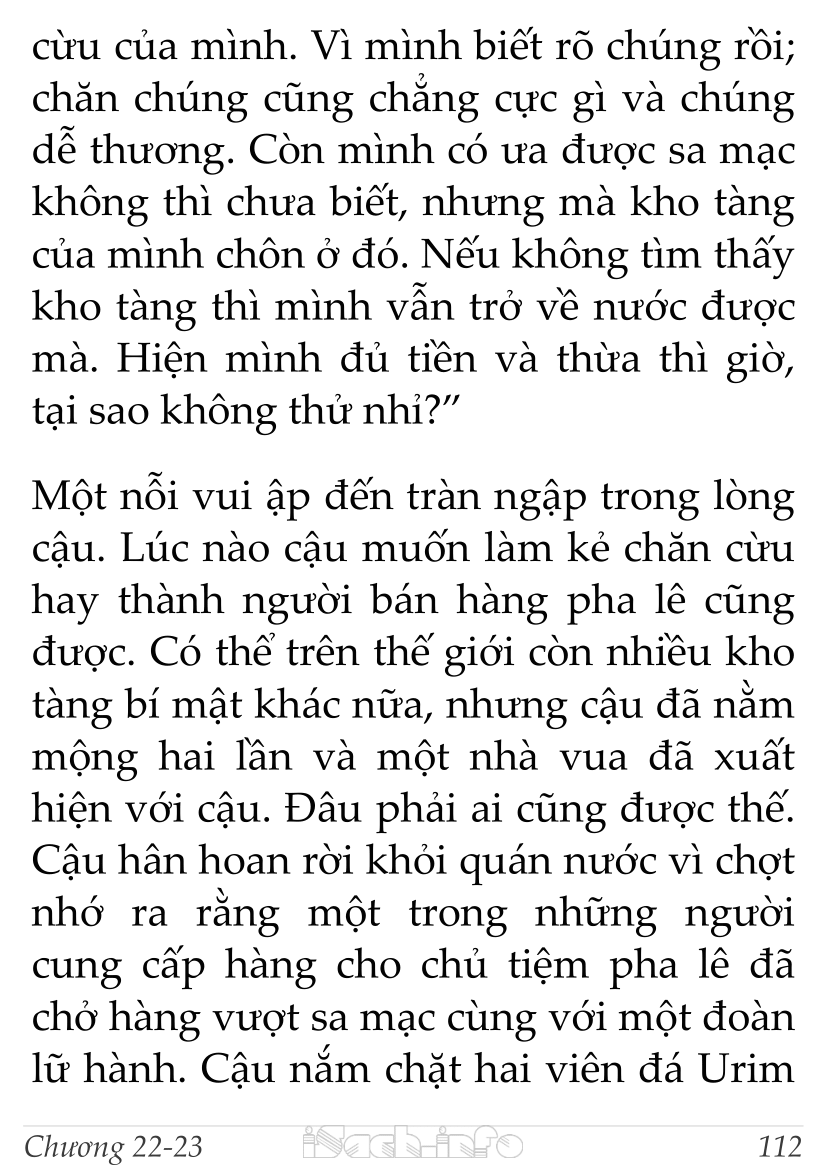 cừu của mình. Vì mình biết rõ chúng rồi;
chăn chúng cũng chẳng cực gì và chúng
dễ thương. Còn mình có ưa được sa mạc
không thì chưa biết, nhưng mà kho tàng
của mình chôn ở đó. Nếu không tìm thấy
kho tàng thì mình vẫn trở về nước được
mà. Hiện mình đủ tiền và thừa thì giờ,
tại sao không thử nhỉ?”
Một nỗi vui ập đến tràn ngập trong lòng
cậu. Lúc nào cậu muốn làm kẻ chăn cừu
hay thành người bán hàng pha lê cũng
được. Có thể trên thế giới còn nhiều kho
tàng bí mật khác nữa, nhưng cậu đã nằm
mộng hai lần và một nhà vua đã xuất
hiện với cậu. Đâu phải ai cũng được thế.
Cậu hân hoan rời khỏi quán nước vì chợt
nhớ ra rằng một trong những người
cung cấp hàng cho chủ tiệm pha lê đã
chở hàng vượt sa mạc cùng với một đoàn
lữ hành. Cậu nắm chặt hai viên đá Urim
Chương 22-23 iSach.info 112